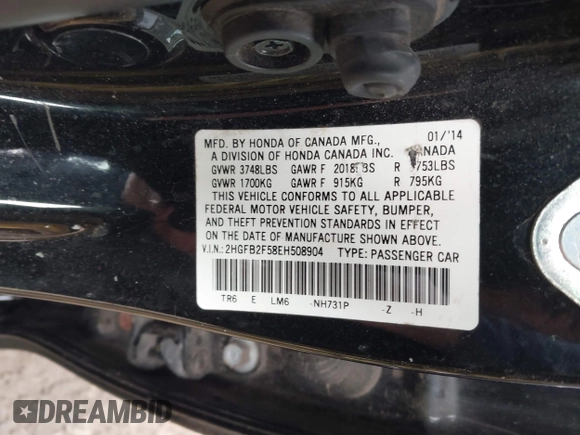 MFD. BY HONDA OF CANADA MFG., 01/'14
A DIVISION OF HONDA CANADA INC.
GVWR 3748LBS GAWR F 2018 R
GVWR 1700KG GAWR F 915KG R 795KG
THIS VEHICLE CONFORMS TO ALL APPLICABLE
FEDERAL MOTOR VEHICLE SAFETY, BUMPER,
AND THEFT PREVENTION STANDARDS IN EFFECT
ON THE DATE OF MANUFACTURE SHOWN ABOVE.
V.I.N.: 2HGFB2F58EH508904 TYPE: PASSENGER CAR
TR6 E LM6 -NH731P -Z -H
DREAMBID